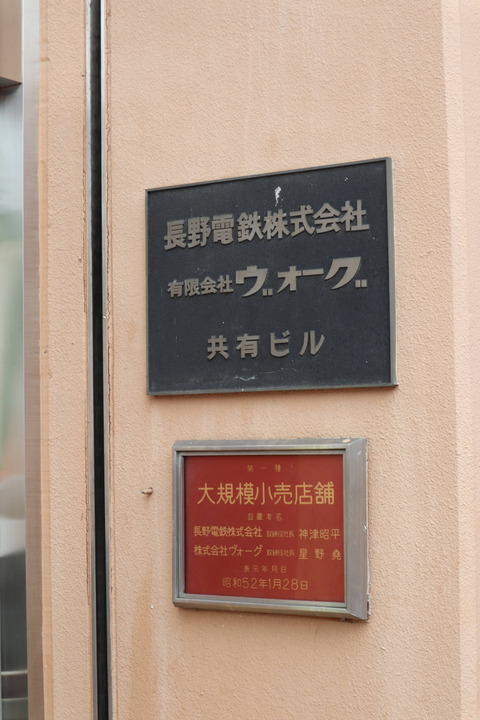 長野電鉄株式会社
有限会社 ヴォーグ
共有ビル
第一種
大規模小売店舗
設置者名
長野電鉄株式会社 取締役社長 神津昭平
株式会社ヴォーグ 取締役社長 星野 堯
表示年月日
昭和52年1月28日